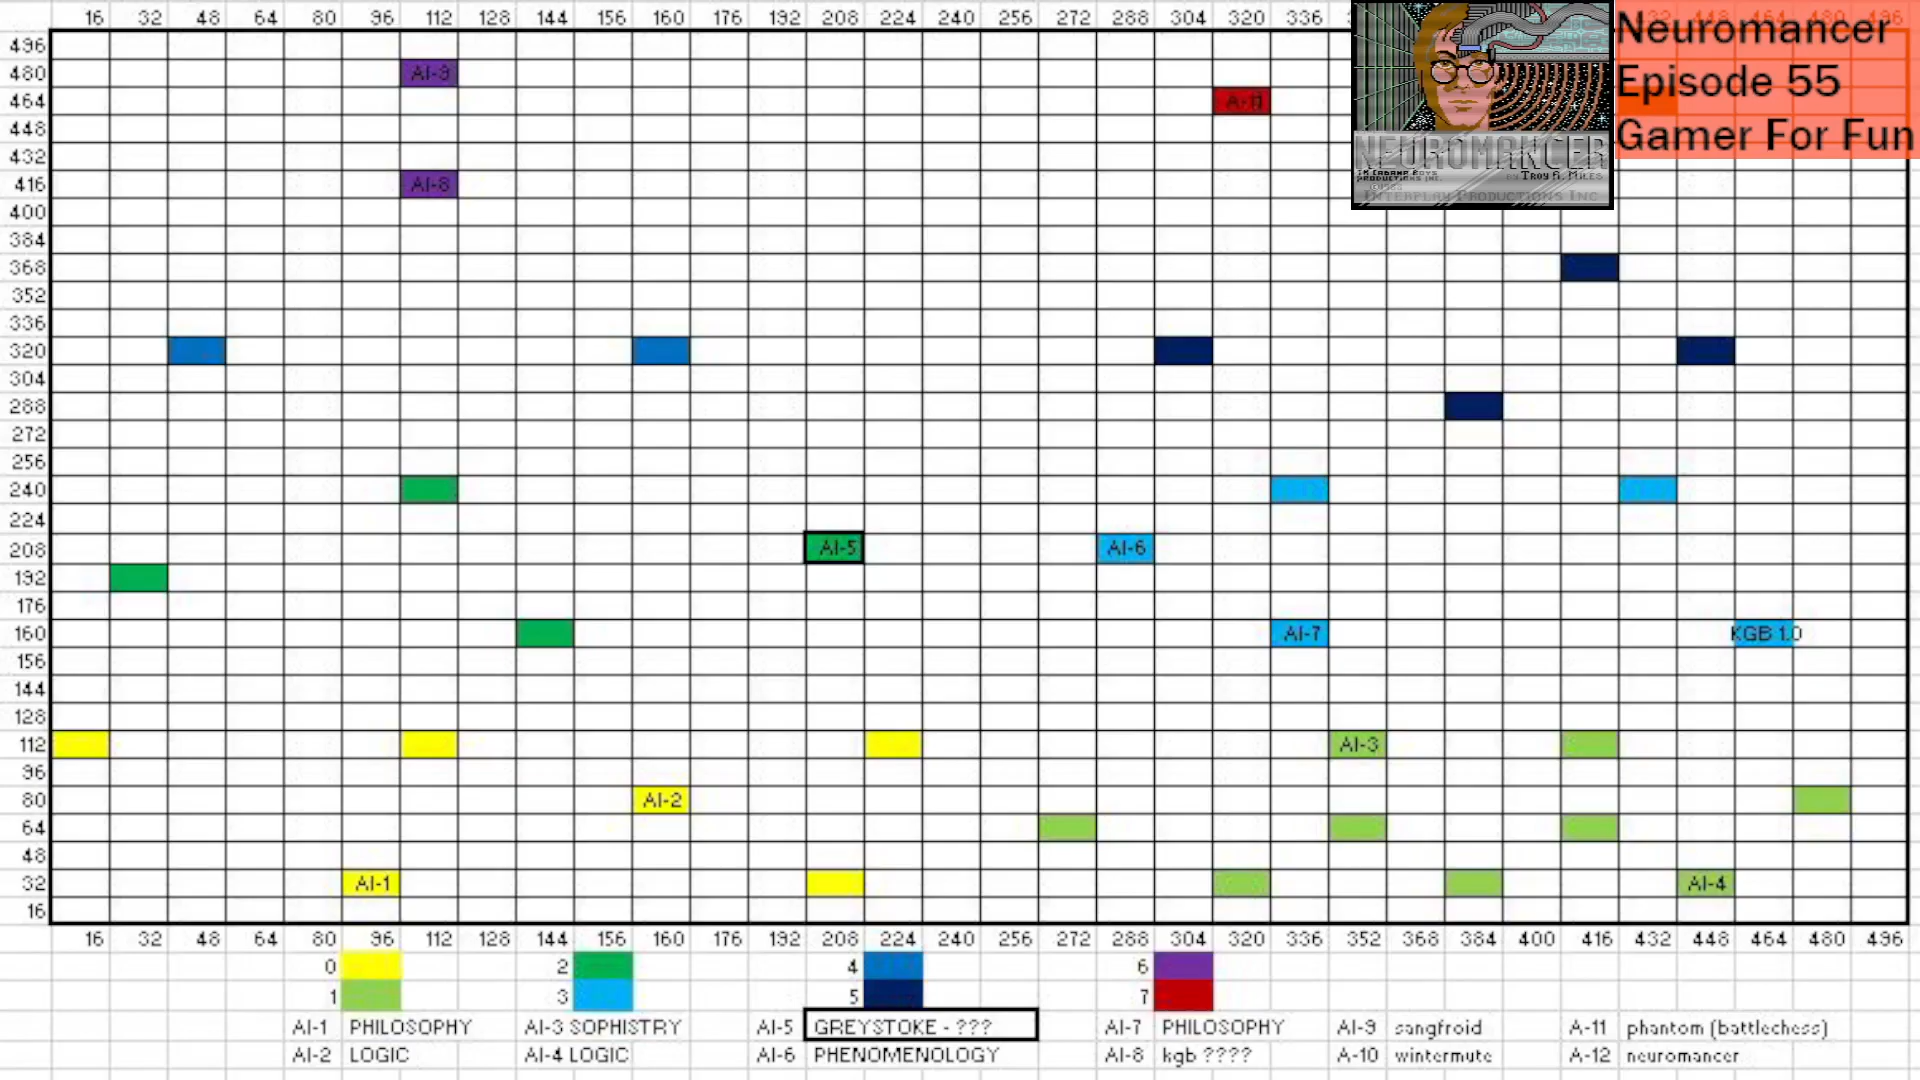 16 32 48 64 80 96 112 128 144 156 160 176 192 208 224 240 256 272 288 304 320 336
Neuromancer
Episode 55
Gamer For Fun
NEUROMANCER
BY TROY A. MILES
INTERPLAY PRODUCTIONS INC
496
480 AI-9
464
448
432
416 AI-8
400
384
368
352
336
320
304
288
272
256
240
224
208 AI-5 AI-6
192
176
160 AI-7 KGB 1.0
156
144
128
112 AI-3
96
80 AI-2
64
48
32 AI-1 AI-4
16
16 32 48 64 80 96 112 128 144 156 160 176 192 208 224 240 256 272 288 304 320 336 352 368 384 400 416 432 448 464 480 496
0 2 4 6
1 3 5 7
AI-1 PHILOSOPHY AI-3 SOPHISTRY AI-5 GREYSTOKE - ??? AI-7 PHILOSOPHY AI-9 sangfroid A-11 phantom (battlechess)
AI-2 LOGIC AI-4 LOGIC AI-6 PHENOMENOLOGY AI-8 kgb ???? A-10 wintermute A-12 neuromancer